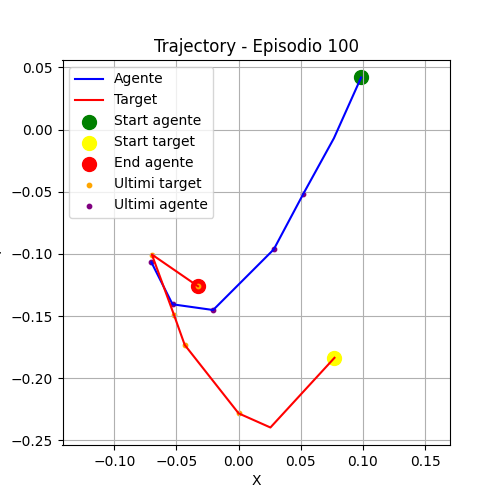 Trajectory - Episodio 100
Agente
Target
Start agente
Start target
End agente
Ultimi target
Ultimi agente
0.05
0.00
−0.05
−0.10
−0.15
−0.20
−0.25
−0.10 −0.05 0.00 0.05 0.10 0.15
X